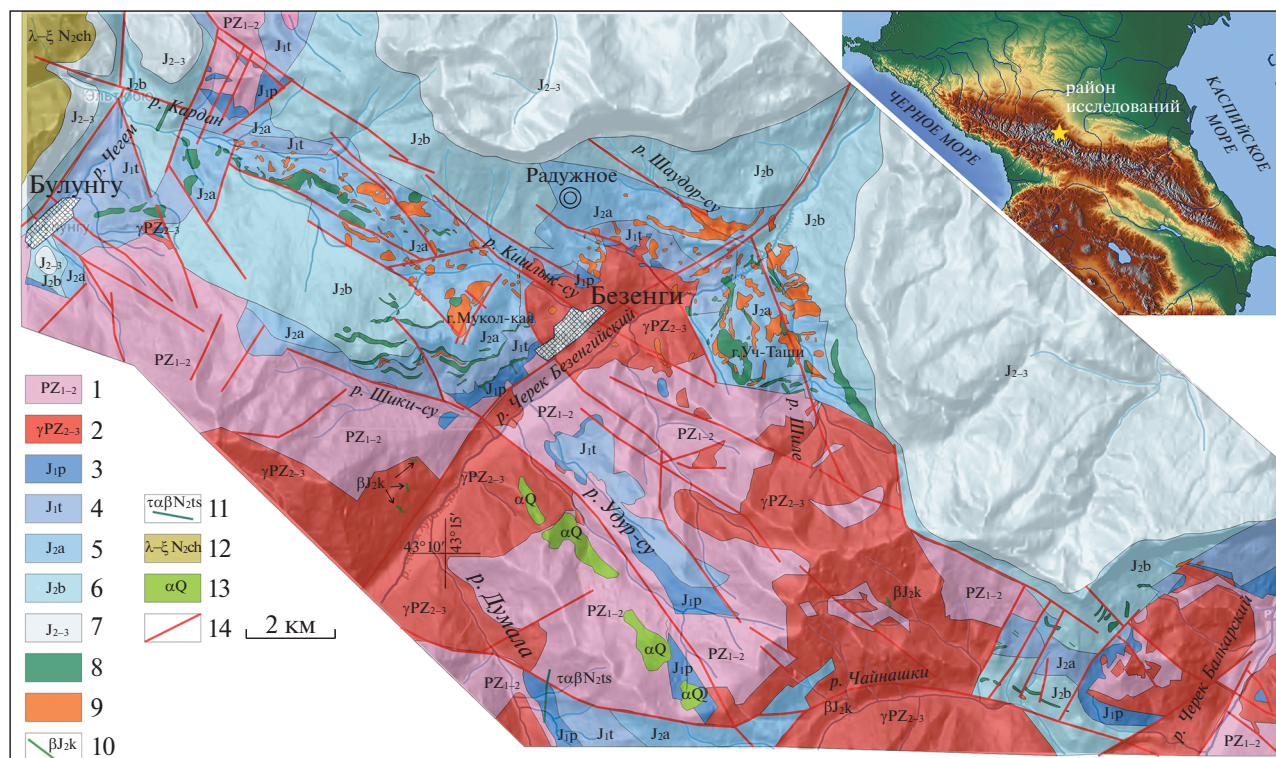 λ–ξ N₂ch
PZ₁₋₂
J₁t
J₂₋₃
J₂b
J₁p
J₂₋₃
ЧЕРНОЕ МОРЕ
район
исследований
КАСПИЙСКОЕ
МОРЕ
Эльтюбю
р. Кардан
J₂₋₃
J₂a
J₂b
J₁t
р. Чегем
J₁t
р. Шаудор-су
J₂b
Булунгу
J₂a
Радужное
J₂a
J₂b
γPZ₂₋₃
J₂a
J₁t
р. Кишлык-су
J₂₋₃
J₂a
J₂b
J₂b
J₁p
Безенги
г.Мукол-кая
J₂a
J₂a
J₂a
J₁t
γPZ₂₋₃
г.Уч-Таши
PZ₁₋₂
J₂₋₃
J₁p
р. Черек Безенгийский
р. Шики-су
PZ₁₋₂
PZ₁₋₂
PZ₁₋₂
J₁t
р. Шиле
γPZ₂₋₃
βJ₂k
γPZ₂₋₃
γPZ₂₋₃
αQ
р. Удур-су
43°10′
43°15′
J₂b
γPZ₂₋₃
р. Думала
PZ₁₋₂
J₁p
βJ₂k
PZ₁₋₂
αQ
PZ₁₋₂
J₁p
PZ₁₋₂
ταβN₂ts
αQ
р. Чайнашки
J₂a
J₂b
р. Черек Балкарский
J₁p
βJ₂k
γPZ₂₋₃
J₁p
J₁t
J₂a
PZ₁₋₂
PZ₁₋₂ 1
γPZ₂₋₃ 2
J₁p 3
J₁t 4
J₂a 5
J₂b 6
J₂₋₃ 7
8
9
βJ₂k 10
ταβN₂ts 11
λ–ξ N₂ch 12
αQ 13
14
2 км